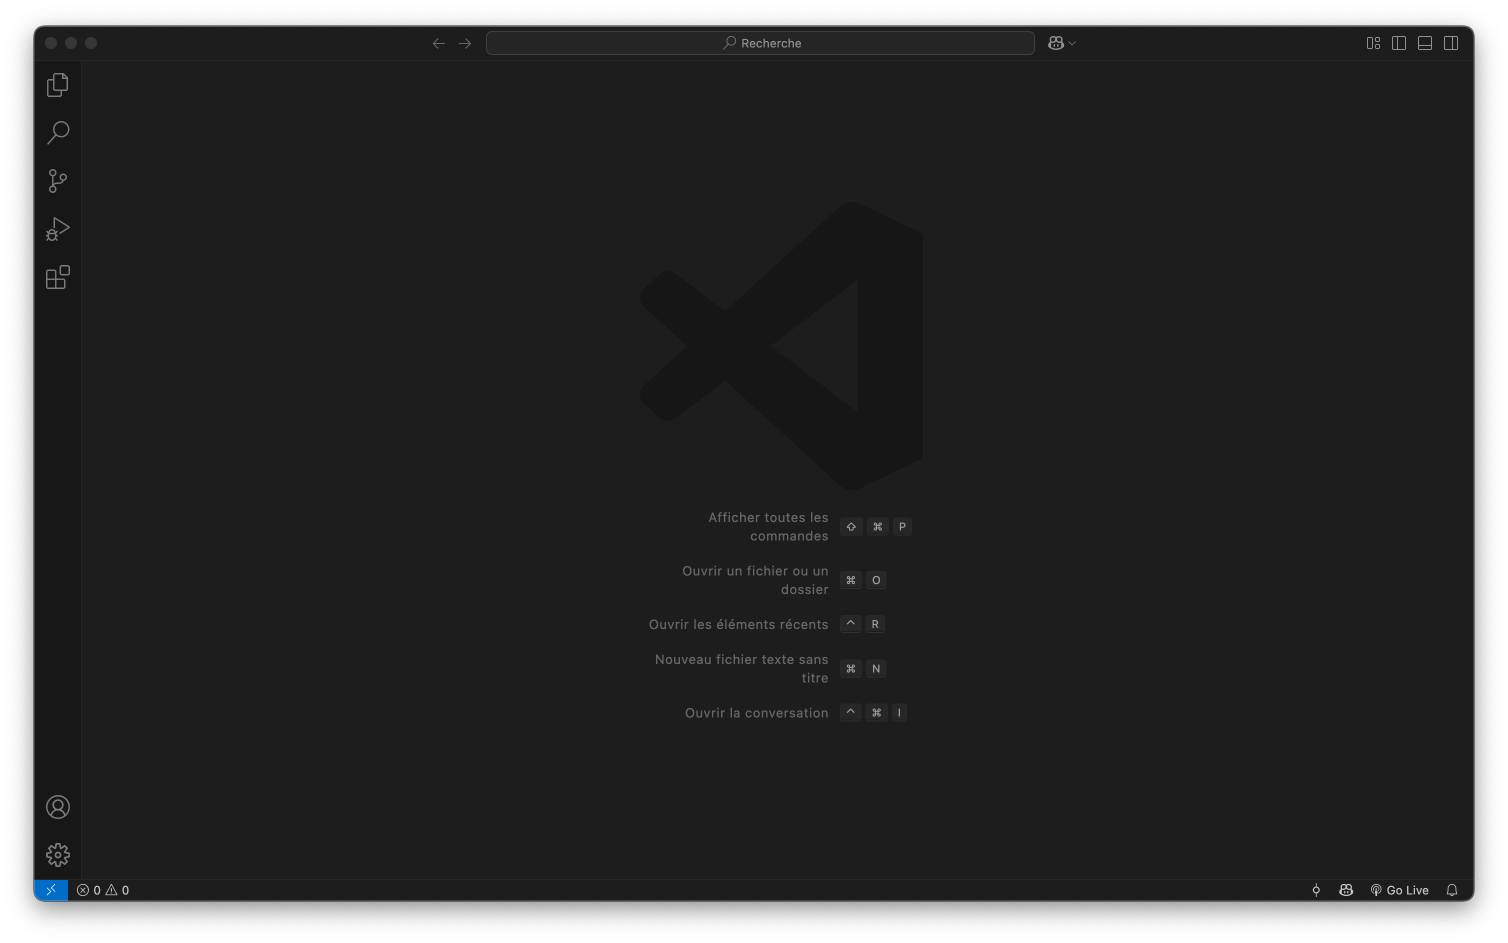 Recherche
Afficher toutes les
commandes ⇧ ⌘ P
Ouvrir un fichier ou un
dossier ⌘ O
Ouvrir les éléments récents ^ R
Nouveau fichier texte sans
titre ⌘ N
Ouvrir la conversation ^ ⌘ I
0 0
Go Live